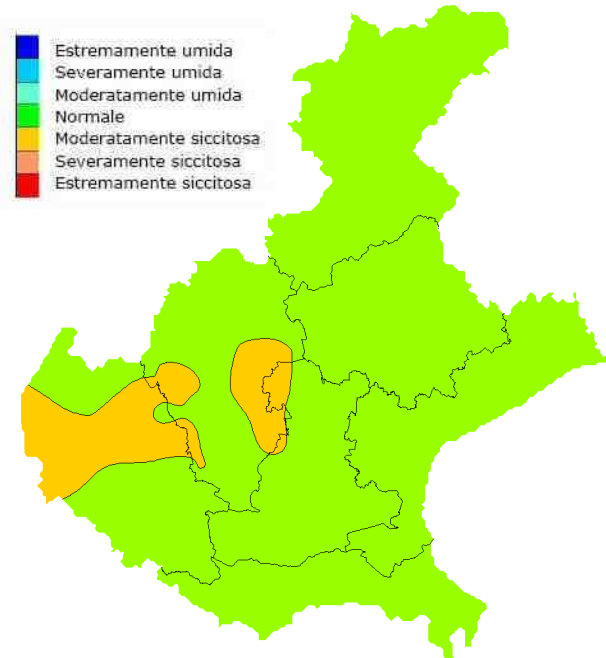 Estremamente umida
Severamente umida
Moderatamente umida
Normale
Moderatamente siccitosa
Severamente siccitosa
Estremamente siccitosa